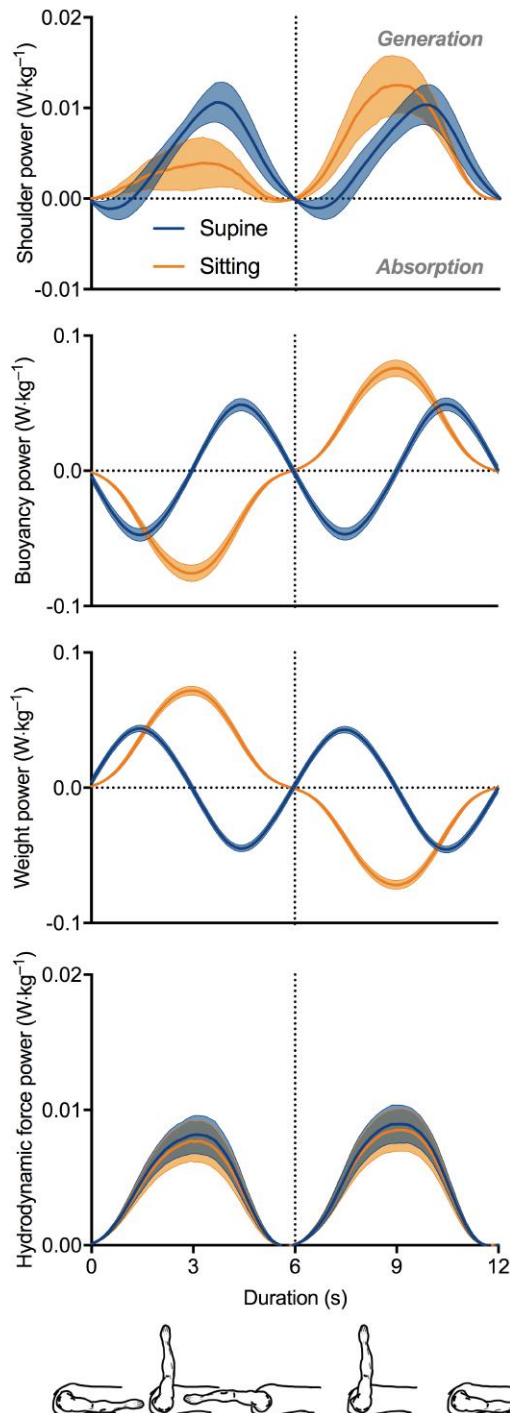 Shoulder power (W·kg⁻¹)
0.02
0.01
0.00
-0.01
Generation
Supine
Sitting
Absorption
Buoyancy power (W·kg⁻¹)
0.1
0.0
-0.1
Weight power (W·kg⁻¹)
0.1
0.0
-0.1
Hydrodynamic force power (W·kg⁻¹)
0.02
0.01
0.00
0 3 6 9 12
Duration (s)